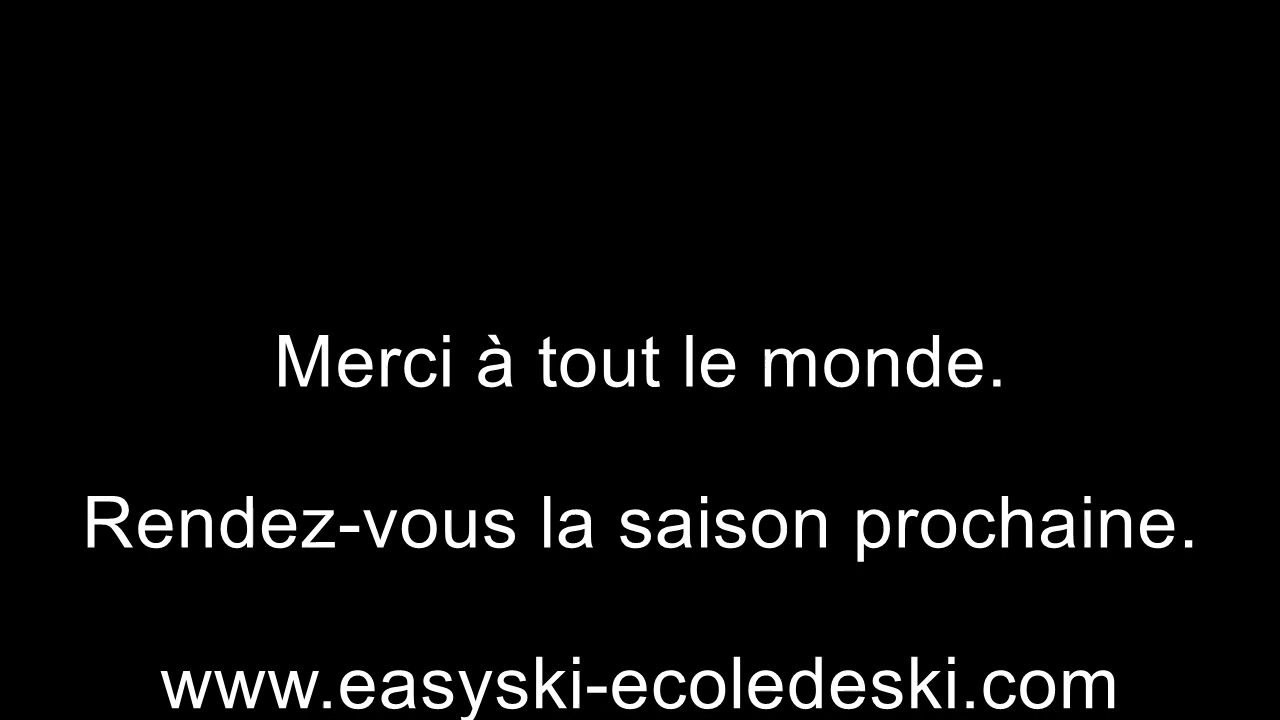 Merci à tout le monde.
Rendez-vous la saison prochaine.
www.easyski-ecoledeski.com